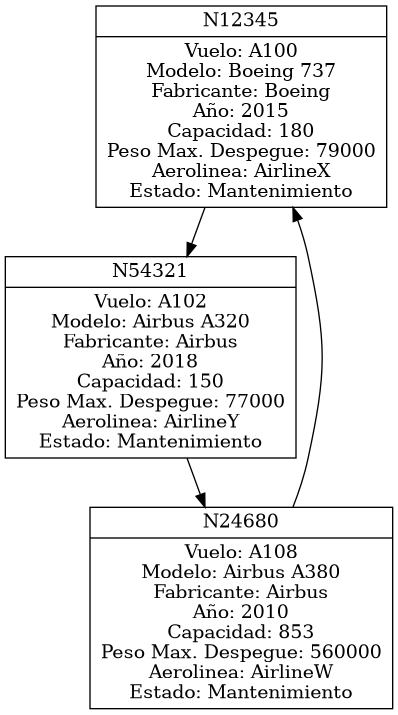 N12345
Vuelo: A100
Modelo: Boeing 737
Fabricante: Boeing
Año: 2015
Capacidad: 180
Peso Max. Despegue: 79000
Aerolinea: AirlineX
Estado: Mantenimiento
N54321
Vuelo: A102
Modelo: Airbus A320
Fabricante: Airbus
Año: 2018
Capacidad: 150
Peso Max. Despegue: 77000
Aerolinea: AirlineY
Estado: Mantenimiento
N24680
Vuelo: A108
Modelo: Airbus A380
Fabricante: Airbus
Año: 2010
Capacidad: 853
Peso Max. Despegue: 560000
Aerolinea: AirlineW
Estado: Mantenimiento